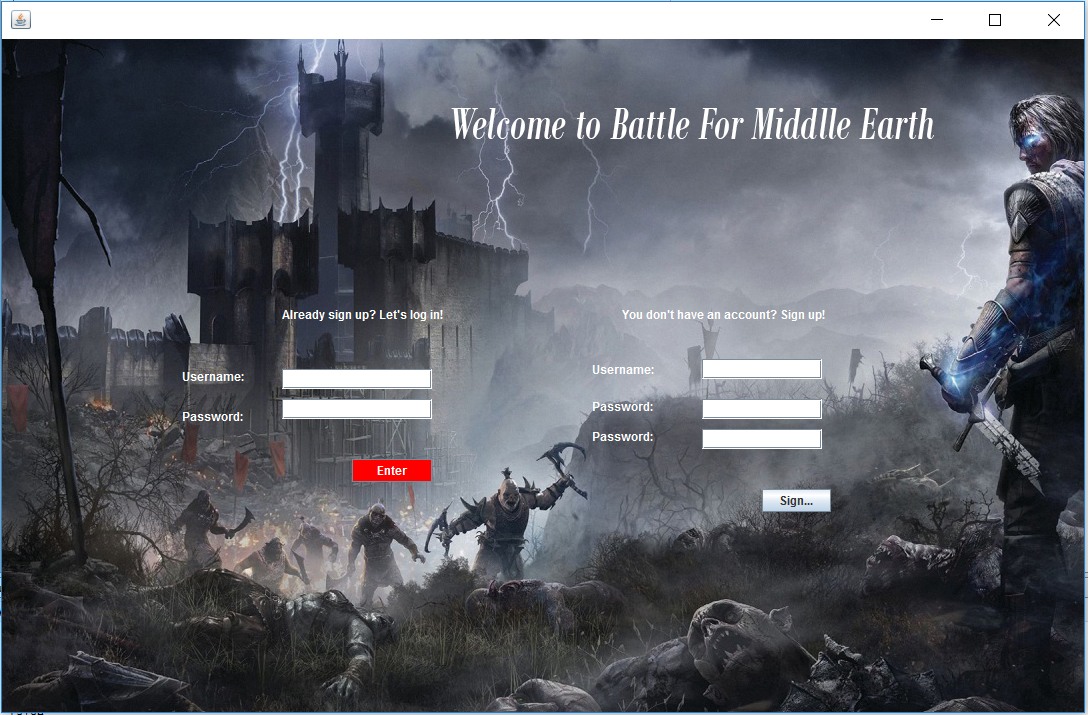 Welcome to Battle For Middlle Earth
Already sign up? Let's log in!
Username:
Password:
Enter
You don't have an account? Sign up!
Username:
Password:
Password:
Sign...